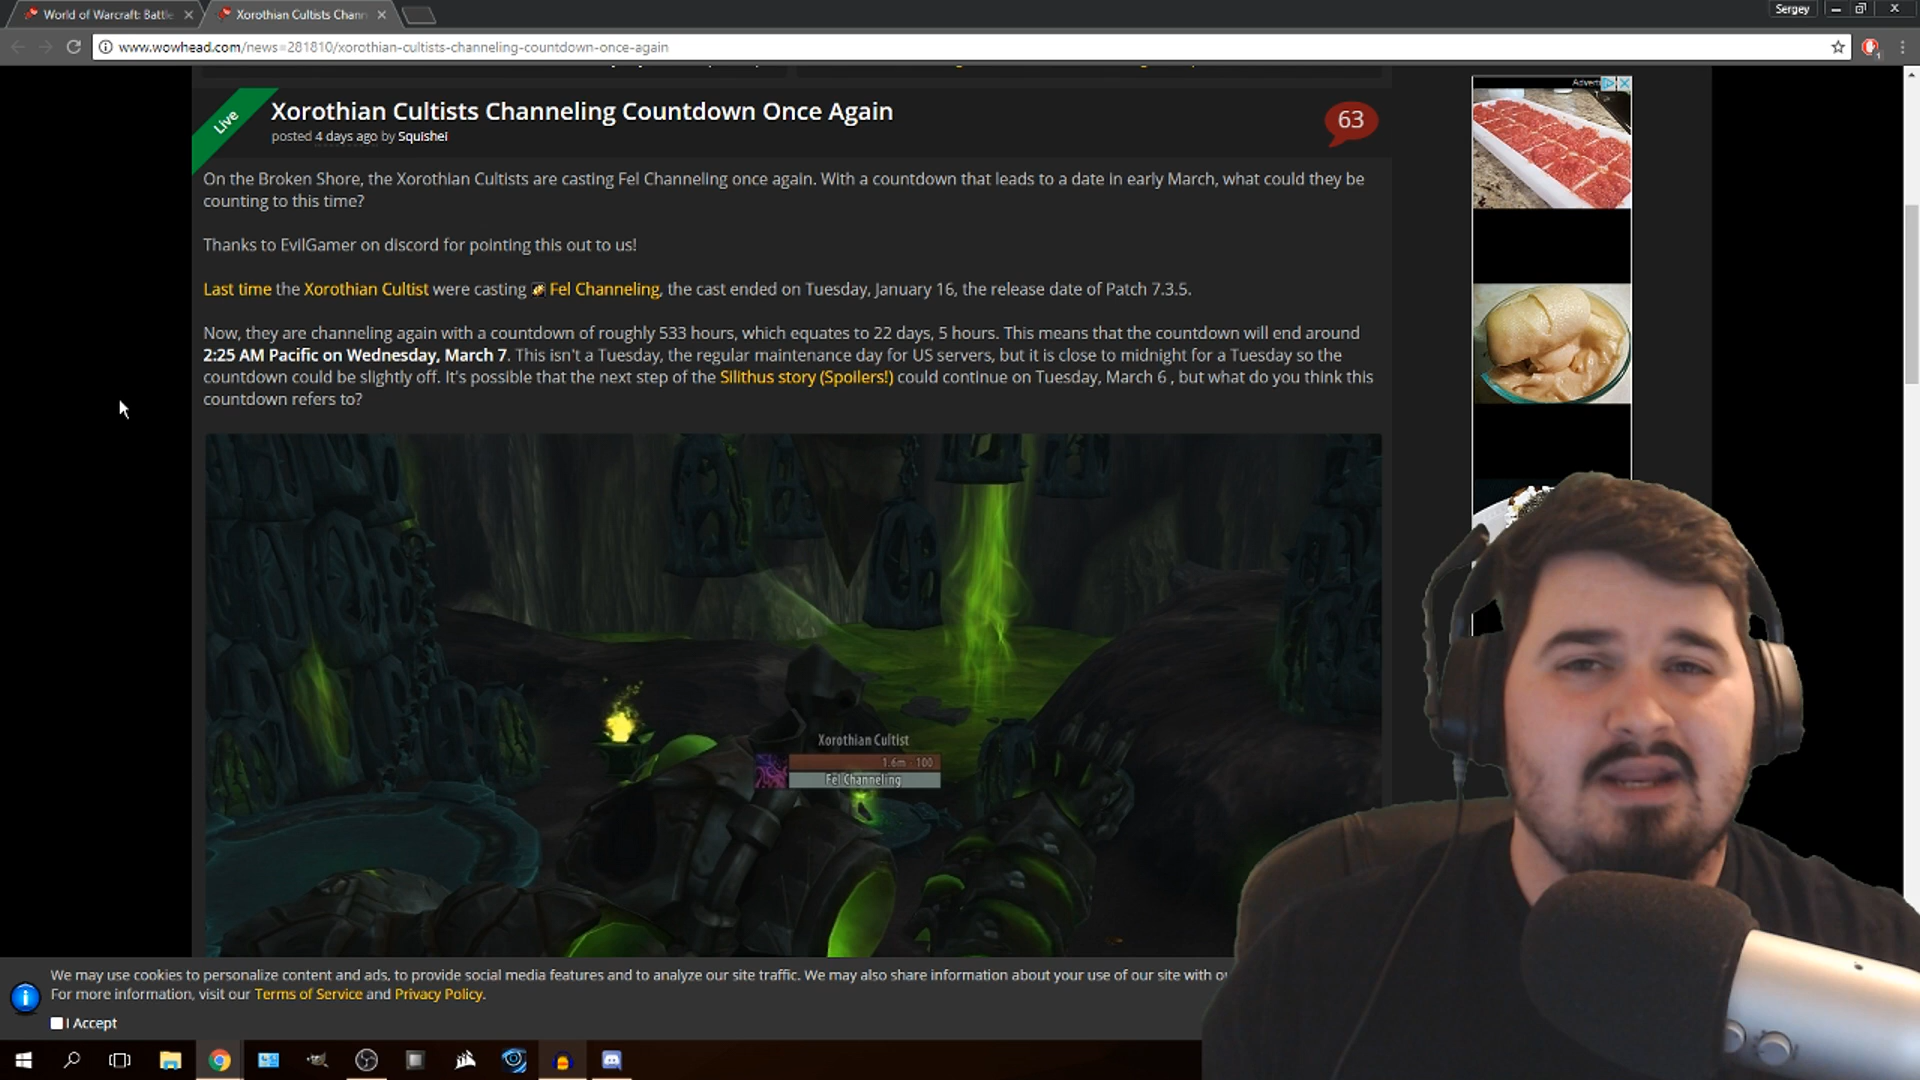 World of Warcraft: Battle
Xorothian Cultists Chann
Sergey
www.wowhead.com/news=281810/xorothian-cultists-channeling-countdown-once-again
Live
Xorothian Cultists Channeling Countdown Once Again
posted 4 days ago by Squishei
63
On the Broken Shore, the Xorothian Cultists are casting Fel Channeling once again. With a countdown that leads to a date in early March, what could they be
counting to this time?
Thanks to EvilGamer on discord for pointing this out to us!
Last time the Xorothian Cultist were casting Fel Channeling, the cast ended on Tuesday, January 16, the release date of Patch 7.3.5.
Now, they are channeling again with a countdown of roughly 533 hours, which equates to 22 days, 5 hours. This means that the countdown will end around
2:25 AM Pacific on Wednesday, March 7. This isn't a Tuesday, the regular maintenance day for US servers, but it is close to midnight for a Tuesday so the
countdown could be slightly off. It's possible that the next step of the Silithus story (Spoilers!) could continue on Tuesday, March 6 , but what do you think this
countdown refers to?
Xorothian Cultist
1.6m - 100
Fel Channeling
We may use cookies to personalize content and ads, to provide social media features and to analyze our site traffic. We may also share information about your use of our site with
For more information, visit our Terms of Service and Privacy Policy.
I Accept